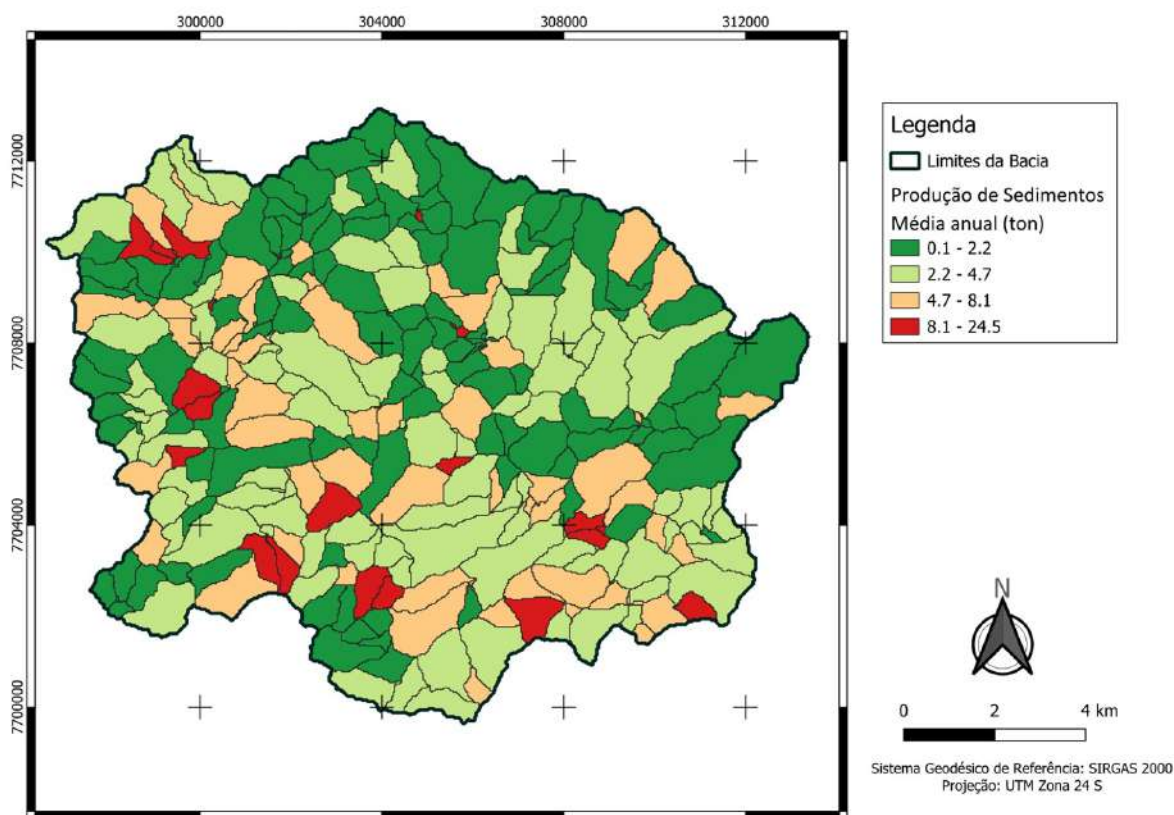 300000 304000 308000 312000
7712000
7708000
7704000
7700000
Legenda
Limites da Bacia
Produção de Sedimentos
Média anual (ton)
0.1 - 2.2
2.2 - 4.7
4.7 - 8.1
8.1 - 24.5
N
0 2 4 km
Sistema Geodésico de Referência: SIRGAS 2000
Projeção: UTM Zona 24 S